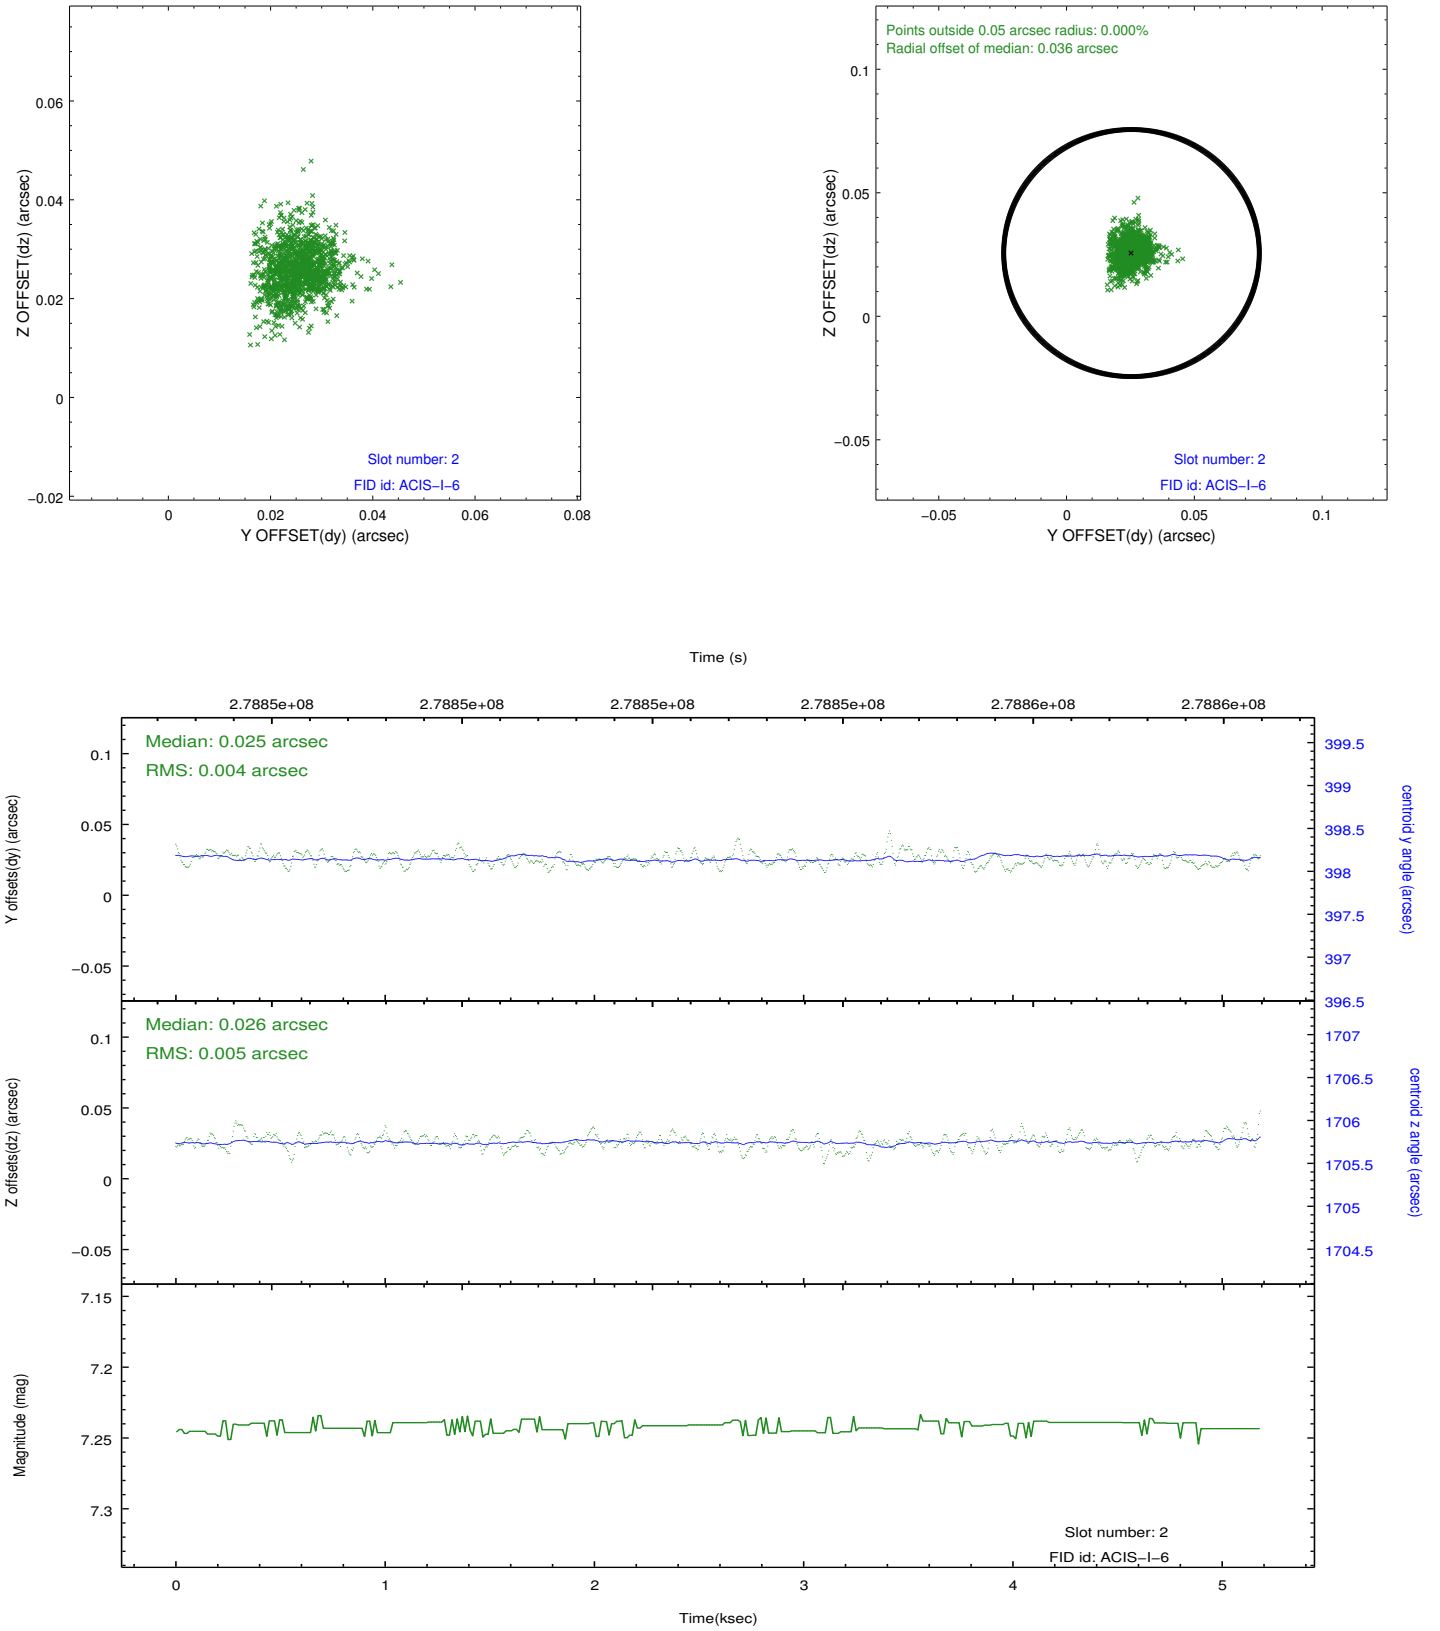 0.06
0.04
0.02
0
−0.02
Z OFFSET(dz) (arcsec)
Slot number: 2
FID id: ACIS−I−6
0
0.02
0.04
0.06
0.08
Y OFFSET(dy) (arcsec)
Points outside 0.05 arcsec radius: 0.000%
Radial offset of median: 0.036 arcsec
0.1
0.05
0
−0.05
Z OFFSET(dz) (arcsec)
Slot number: 2
FID id: ACIS−I−6
−0.05
0
0.05
0.1
Y OFFSET(dy) (arcsec)
Time (s)
2.7885e+08
2.7885e+08
2.7885e+08
2.7885e+08
2.7886e+08
2.7886e+08
Median: 0.025 arcsec
RMS: 0.004 arcsec
0.1
0.05
0
−0.05
Y offsets(dy) (arcsec)
399.5
399
398.5
398
397.5
397
396.5
centroid y angle (arcsec)
Median: 0.026 arcsec
RMS: 0.005 arcsec
0.1
0.05
0
−0.05
Z offsets(dz) (arcsec)
1707
1706.5
1706
1705.5
1705
1704.5
centroid z angle (arcsec)
7.15
7.2
7.25
7.3
Magnitude (mag)
Slot number: 2
FID id: ACIS−I−6
0
1
2
3
4
5
Time(ksec)